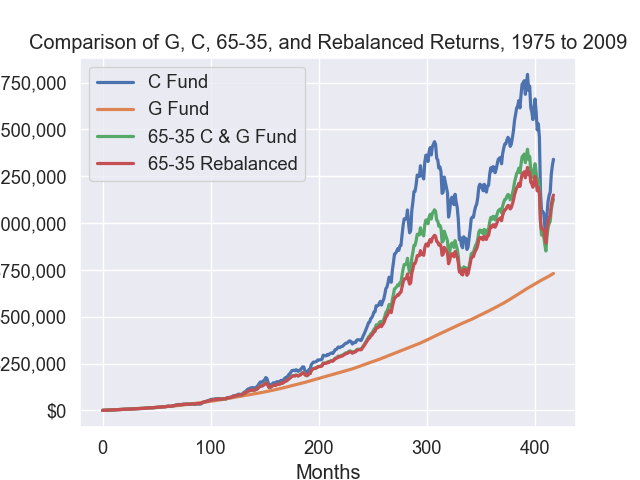 Comparison of G, C, 65-35, and Rebalanced Returns, 1975 to 2009
C Fund
G Fund
65-35 C & G Fund
65-35 Rebalanced
750,000
500,000
250,000
000,000
750,000
500,000
250,000
$0
0 100 200 300 400
Months